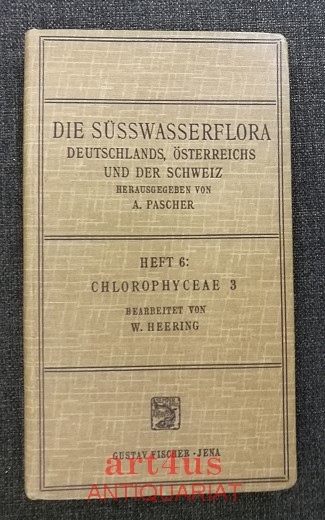 DIE SÜSSWASSERFLORA
DEUTSCHLANDS, ÖSTERREICHS
UND DER SCHWEIZ
HERAUSGEGEBEN VON
A. PASCHER
HEFT 6:
CHLOROPHYCEAE 3
BEARBEITET VON
W. HEERING
GUSTAV FISCHER · JENA
art4us
ANTIQUARIAT